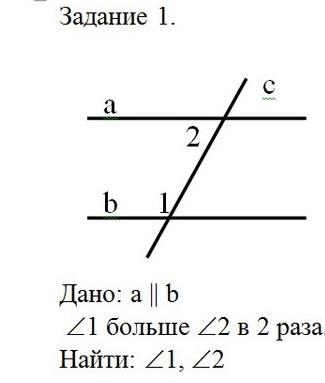 Задание 1.
c
a
2
b 1
Дано: a || b
∠1 больше ∠2 в 2 раза.
Найти: ∠1, ∠2